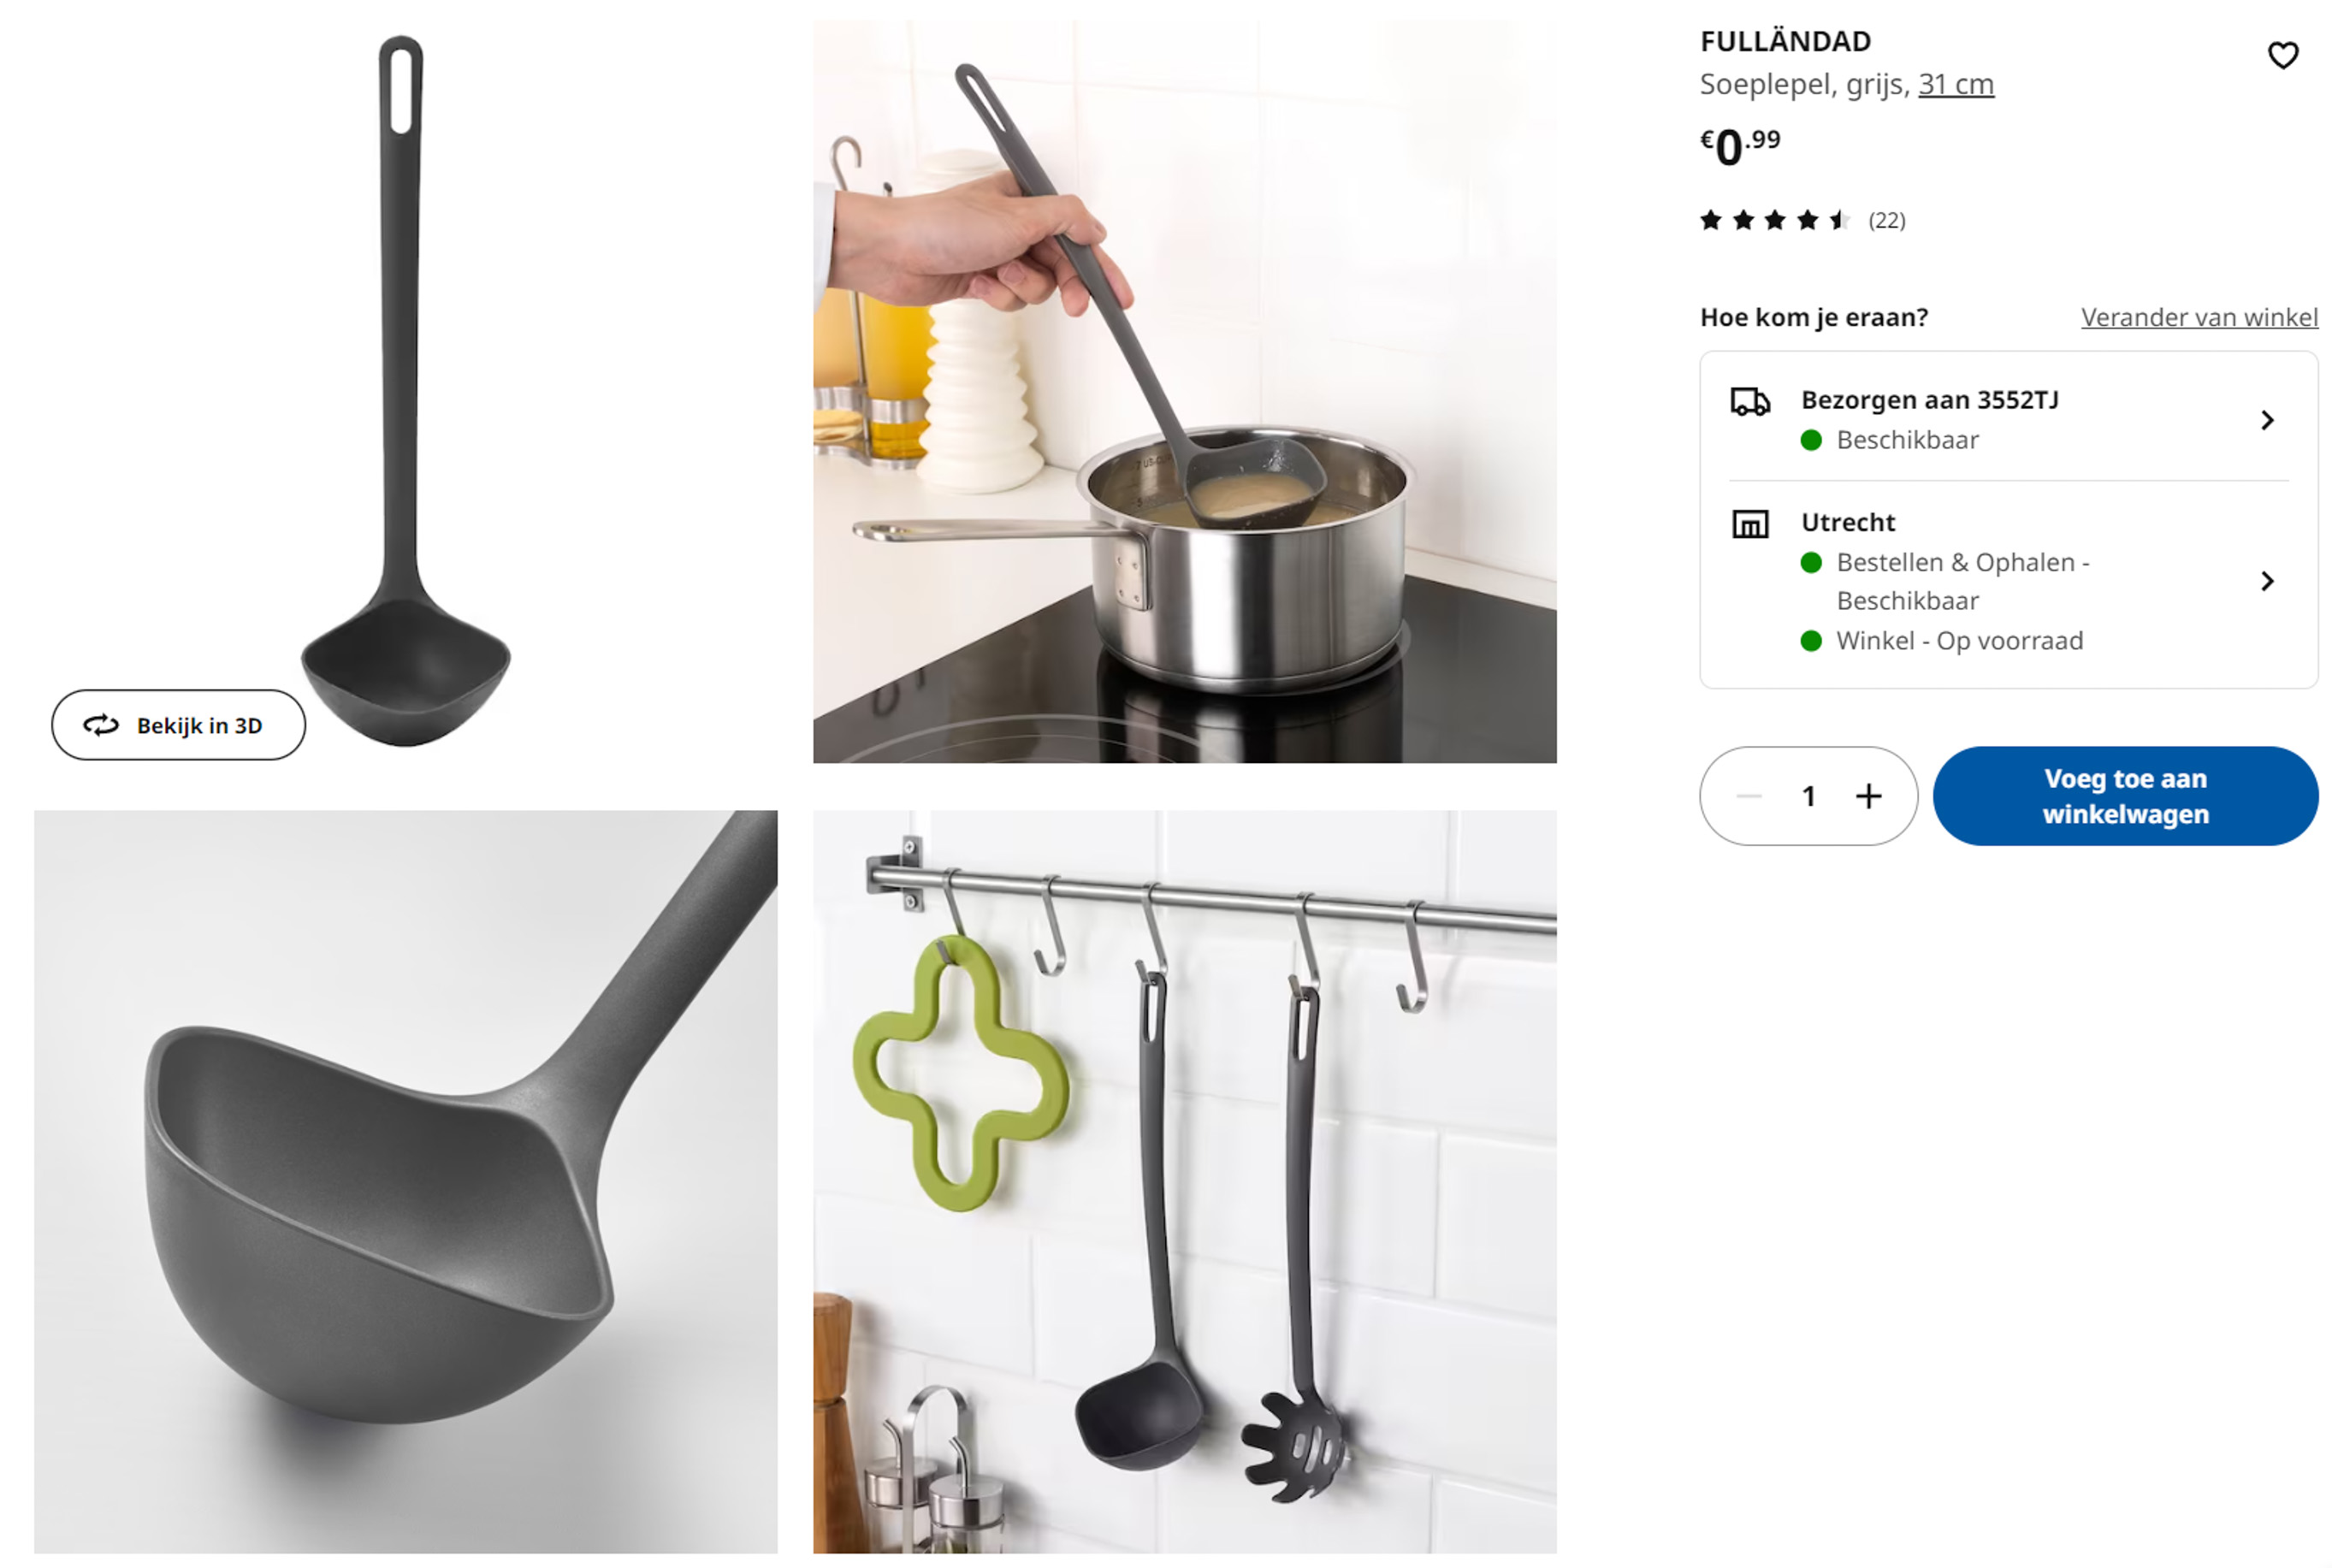 FULLÄNDAD
Soeplepel, grijs, 31 cm
€0.99
(22)
Hoe kom je eraan?
Verander van winkel
Bezorgen aan 3552TJ
Beschikbaar
Utrecht
Bestellen & Ophalen -
Beschikbaar
Winkel - Op voorraad
1
Voeg toe aan
winkelwagen
Bekijk in 3D